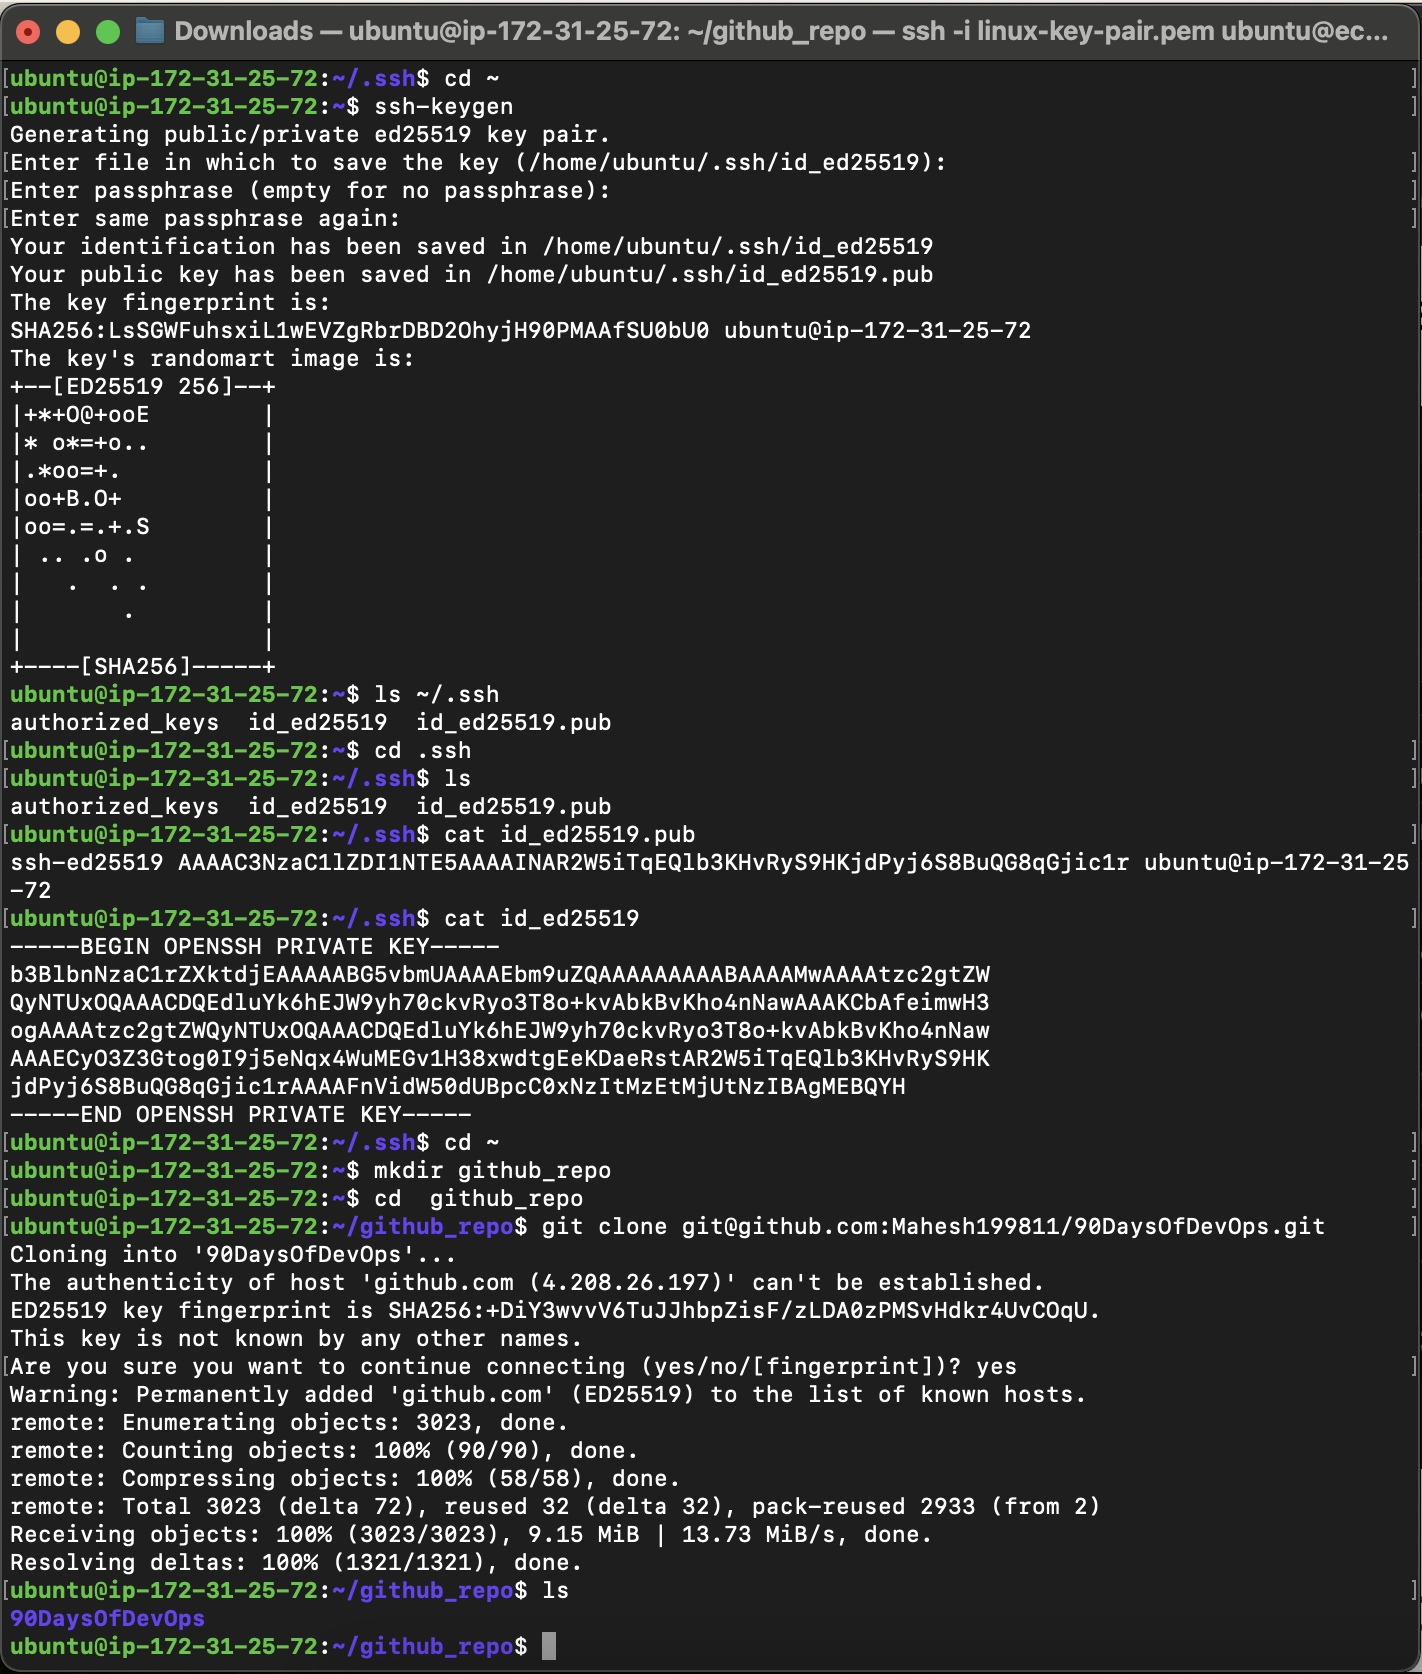 Downloads — ubuntu@ip-172-31-25-72: ~/github_repo — ssh -i linux-key-pair.pem ubuntu@ec...
ubuntu@ip-172-31-25-72:~/.ssh$ cd ~
ubuntu@ip-172-31-25-72:~$ ssh-keygen
Generating public/private ed25519 key pair.
Enter file in which to save the key (/home/ubuntu/.ssh/id_ed25519):
Enter passphrase (empty for no passphrase):
Enter same passphrase again:
Your identification has been saved in /home/ubuntu/.ssh/id_ed25519
Your public key has been saved in /home/ubuntu/.ssh/id_ed25519.pub
The key fingerprint is:
SHA256:LsSGWFuhsxiL1wEVZgRbrDBD2OhyjH90PMAAfSU0bU0 ubuntu@ip-172-31-25-72
The key's randomart image is:
+--[ED25519 256]--+
|+*+O@+ooE        |
|* o*=+o..        |
|.*oo=+.          |
|oo+B.O+          |
|oo=.=.+.S        |
| .. .o .         |
|   .  . .        |
|       .         |
|                 |
+----[SHA256]-----+
ubuntu@ip-172-31-25-72:~$ ls ~/.ssh
authorized_keys  id_ed25519  id_ed25519.pub
ubuntu@ip-172-31-25-72:~$ cd .ssh
ubuntu@ip-172-31-25-72:~/.ssh$ ls
authorized_keys  id_ed25519  id_ed25519.pub
ubuntu@ip-172-31-25-72:~/.ssh$ cat id_ed25519.pub
ssh-ed25519 AAAAC3NzaC1lZDI1NTE5AAAAINAR2W5iTqEQlb3KHvRyS9HKjdPyj6S8BuQG8qGjic1r ubuntu@ip-172-31-25
-72
ubuntu@ip-172-31-25-72:~/.ssh$ cat id_ed25519
-----BEGIN OPENSSH PRIVATE KEY-----
[private key body withheld: live credential]
-----END OPENSSH PRIVATE KEY-----
ubuntu@ip-172-31-25-72:~/.ssh$ cd ~
ubuntu@ip-172-31-25-72:~$ mkdir github_repo
ubuntu@ip-172-31-25-72:~$ cd  github_repo
ubuntu@ip-172-31-25-72:~/github_repo$ git clone git@github.com:Mahesh199811/90DaysOfDevOps.git
Cloning into '90DaysOfDevOps'...
The authenticity of host 'github.com (4.208.26.197)' can't be established.
ED25519 key fingerprint is SHA256:+DiY3wvvV6TuJJhbpZisF/zLDA0zPMSvHdkr4UvCOqU.
This key is not known by any other names.
Are you sure you want to continue connecting (yes/no/[fingerprint])? yes
Warning: Permanently added 'github.com' (ED25519) to the list of known hosts.
remote: Enumerating objects: 3023, done.
remote: Counting objects: 100% (90/90), done.
remote: Compressing objects: 100% (58/58), done.
remote: Total 3023 (delta 72), reused 32 (delta 32), pack-reused 2933 (from 2)
Receiving objects: 100% (3023/3023), 9.15 MiB | 13.73 MiB/s, done.
Resolving deltas: 100% (1321/1321), done.
ubuntu@ip-172-31-25-72:~/github_repo$ ls
90DaysOfDevOps
ubuntu@ip-172-31-25-72:~/github_repo$